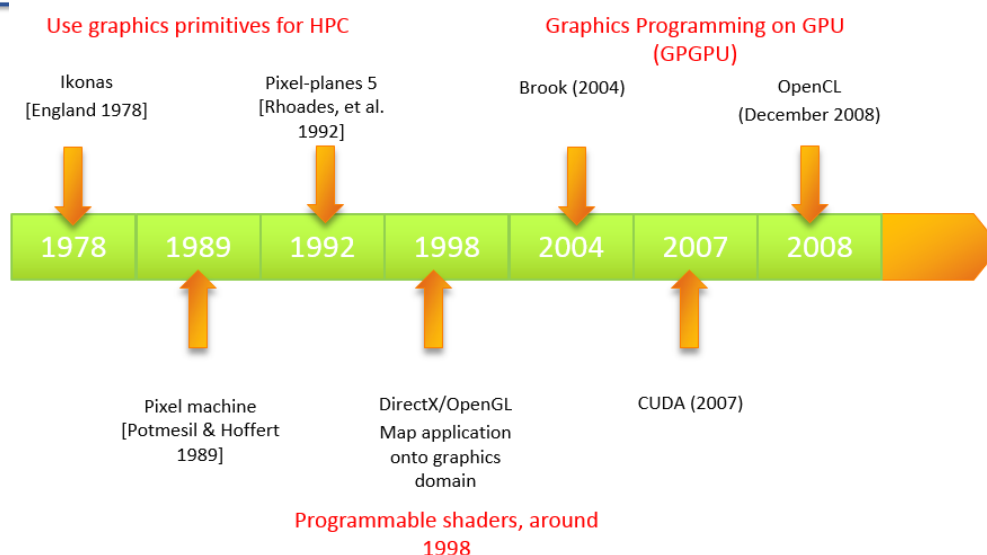 Use graphics primitives for HPC
Graphics Programming on GPU
(GPGPU)
Ikonas
[England 1978]
Pixel-planes 5
[Rhoades, et al.
1992]
Brook (2004)
OpenCL
(December 2008)
1978
1989
1992
1998
2004
2007
2008
Pixel machine
[Potmesil & Hoffert
1989]
DirectX/OpenGL
Map application
onto graphics
domain
CUDA (2007)
Programmable shaders, around
1998